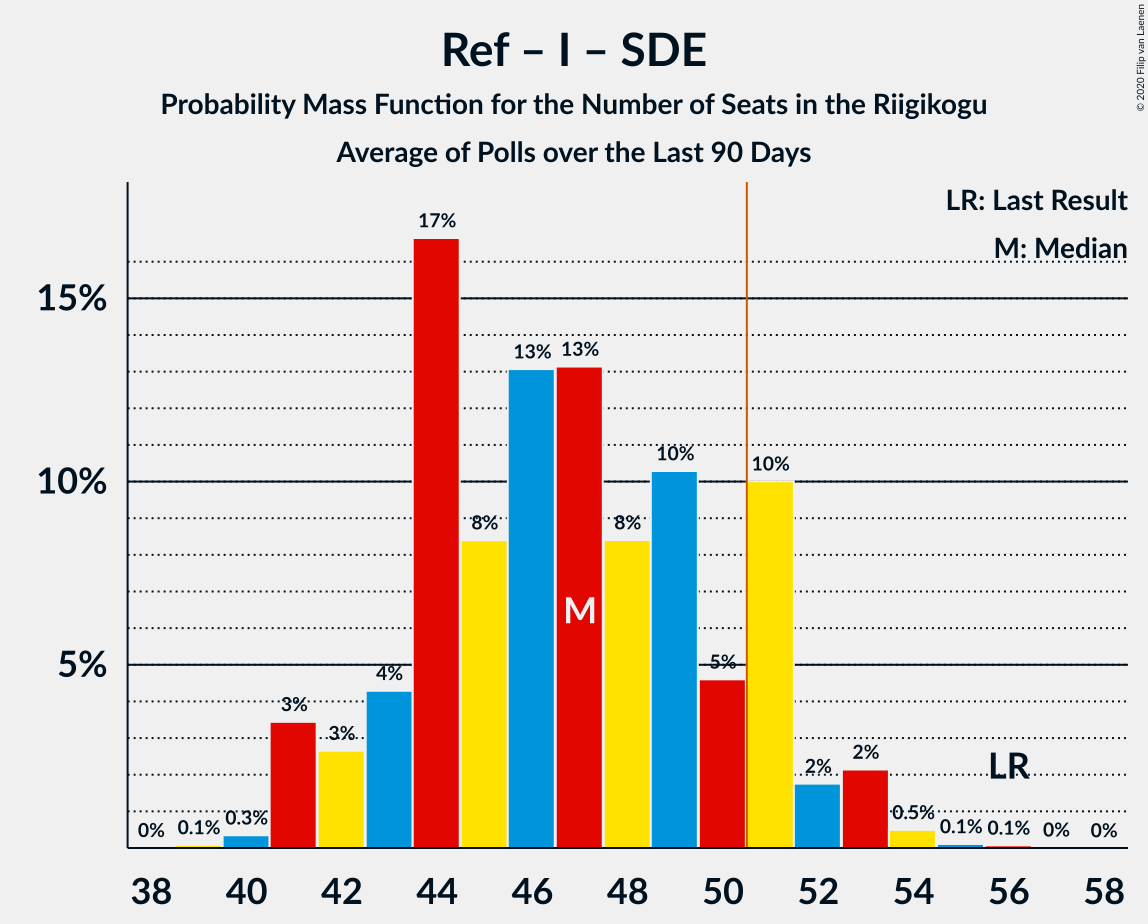 Ref – I – SDE
Probability Mass Function for the Number of Seats in the Riigikogu
Average of Polls over the Last 90 Days
© 2020 Filip van Laenen
LR: Last Result
M: Median
15%
10%
5%
0%
0.1%
0.3%
3%
3%
4%
17%
8%
13%
13%
8%
10%
5%
10%
2%
2%
0.5%
0.1%
0.1%
0%
0%
M
LR
38 40 42 44 46 48 50 52 54 56 58